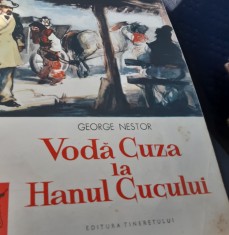 GEORGE NESTOR
Vodă Cuza
la
Hanul Cucului
EDITURA TINERETULUI